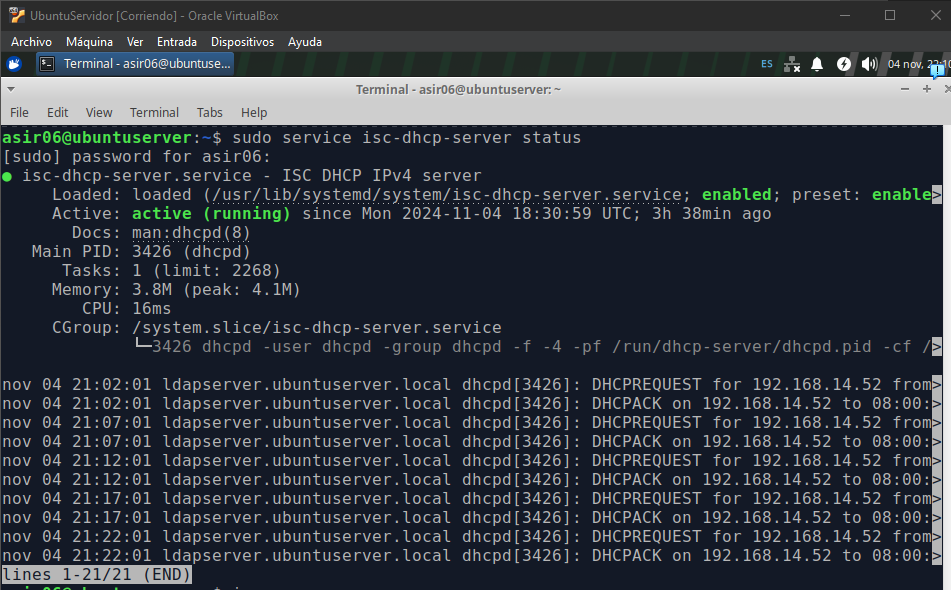 UbuntuServidor [Corriendo] - Oracle VirtualBox
Archivo Máquina Ver Entrada Dispositivos Ayuda
Terminal - asir06@ubuntuse... ES 04 nov, 22:10
Terminal - asir06@ubuntuserver: ~
File Edit View Terminal Tabs Help
asir06@ubuntuserver:~$ sudo service isc-dhcp-server status
[sudo] password for asir06:
● isc-dhcp-server.service - ISC DHCP IPv4 server
Loaded: loaded (/usr/lib/systemd/system/isc-dhcp-server.service; enabled; preset: enable>
Active: active (running) since Mon 2024-11-04 18:30:59 UTC; 3h 38min ago
Docs: man:dhcpd(8)
Main PID: 3426 (dhcpd)
Tasks: 1 (limit: 2268)
Memory: 3.8M (peak: 4.1M)
CPU: 16ms
CGroup: /system.slice/isc-dhcp-server.service
└─3426 dhcpd -user dhcpd -group dhcpd -f -4 -pf /run/dhcp-server/dhcpd.pid -cf />
nov 04 21:02:01 ldapserver.ubuntuserver.local dhcpd[3426]: DHCPREQUEST for 192.168.14.52 from>
nov 04 21:02:01 ldapserver.ubuntuserver.local dhcpd[3426]: DHCPACK on 192.168.14.52 to 08:00:>
nov 04 21:07:01 ldapserver.ubuntuserver.local dhcpd[3426]: DHCPREQUEST for 192.168.14.52 from>
nov 04 21:07:01 ldapserver.ubuntuserver.local dhcpd[3426]: DHCPACK on 192.168.14.52 to 08:00:>
nov 04 21:12:01 ldapserver.ubuntuserver.local dhcpd[3426]: DHCPREQUEST for 192.168.14.52 from>
nov 04 21:12:01 ldapserver.ubuntuserver.local dhcpd[3426]: DHCPACK on 192.168.14.52 to 08:00:>
nov 04 21:17:01 ldapserver.ubuntuserver.local dhcpd[3426]: DHCPREQUEST for 192.168.14.52 from>
nov 04 21:17:01 ldapserver.ubuntuserver.local dhcpd[3426]: DHCPACK on 192.168.14.52 to 08:00:>
nov 04 21:22:01 ldapserver.ubuntuserver.local dhcpd[3426]: DHCPREQUEST for 192.168.14.52 from>
nov 04 21:22:01 ldapserver.ubuntuserver.local dhcpd[3426]: DHCPACK on 192.168.14.52 to 08:00:>
lines 1-21/21 (END)